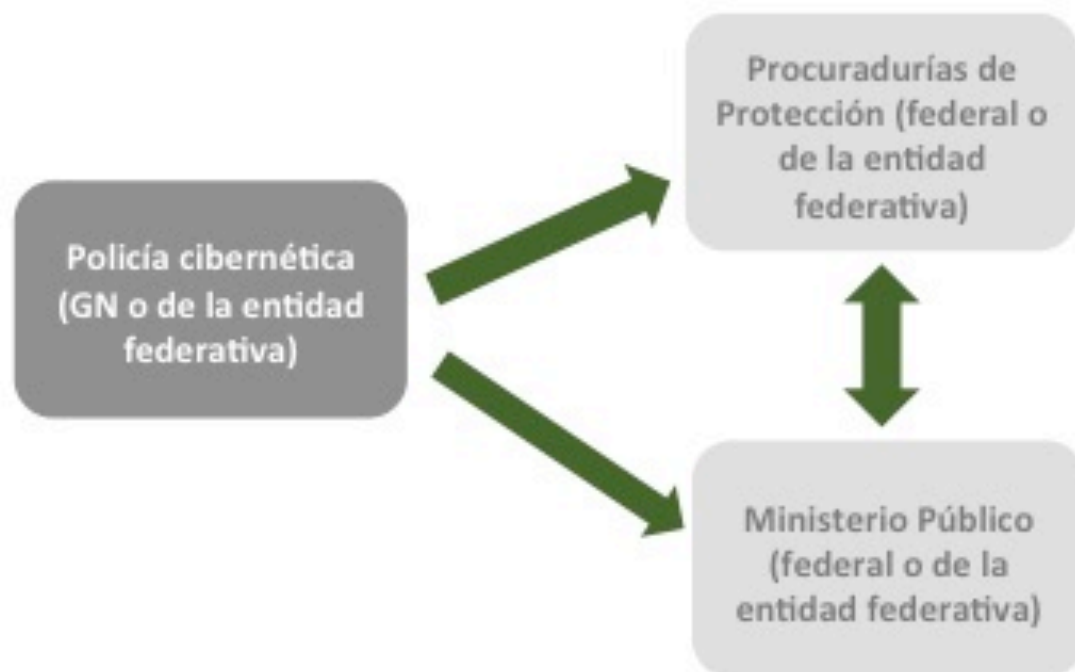 Procuradurías de
Protección (federal o
de la entidad
federativa)
Policía cibernética
(GN o de la entidad
federativa)
Ministerio Público
(federal o de la
entidad federativa)